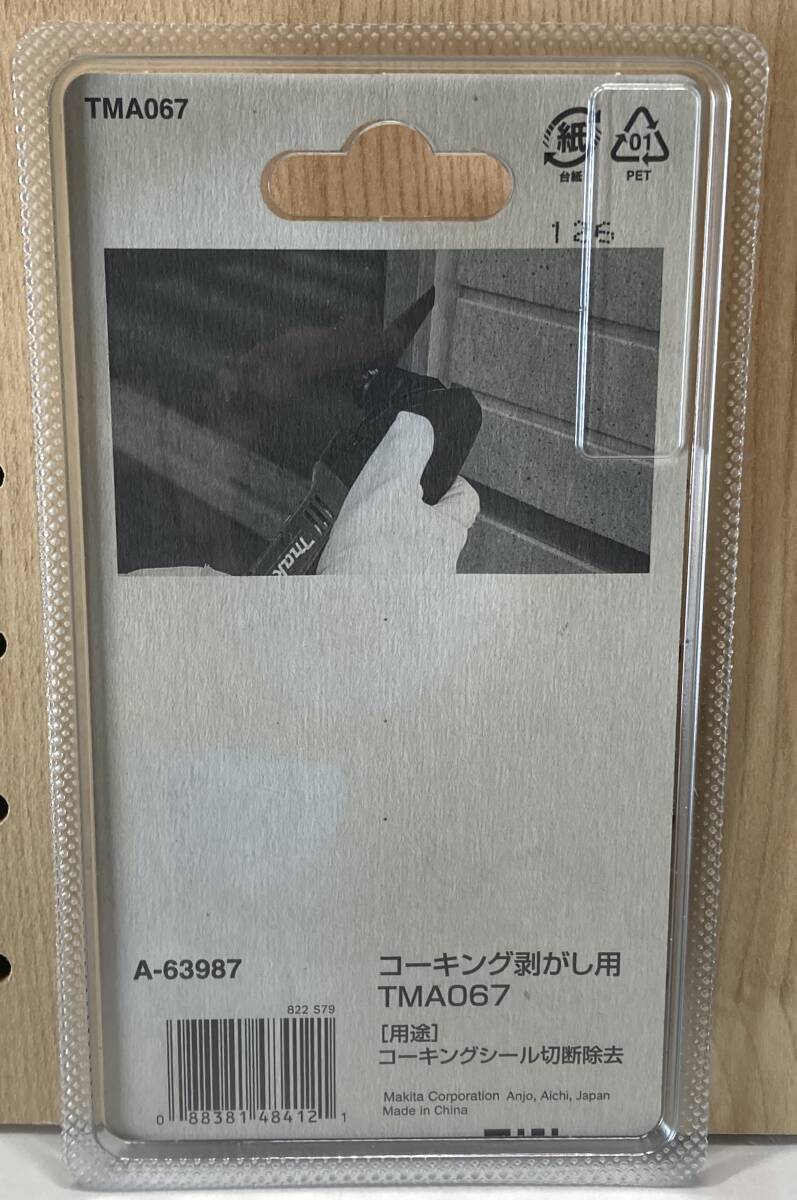 TMA067
紙
台紙
01
PET
126
A-63987
コーキング剥がし用
TMA067
822 S79
[用途]
コーキングシール切断除去
0 88381 48412 1
Makita Corporation Anjo, Aichi, Japan
Made in China